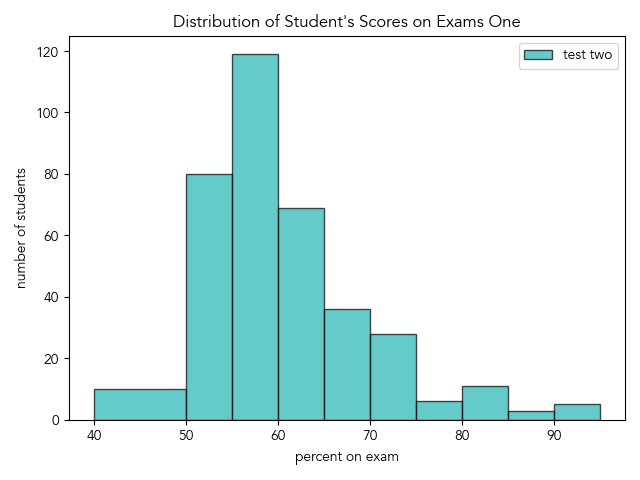 Distribution of Student's Scores on Exams One
test two
120
100
80
60
40
20
0
number of students
40 50 60 70 80 90
percent on exam